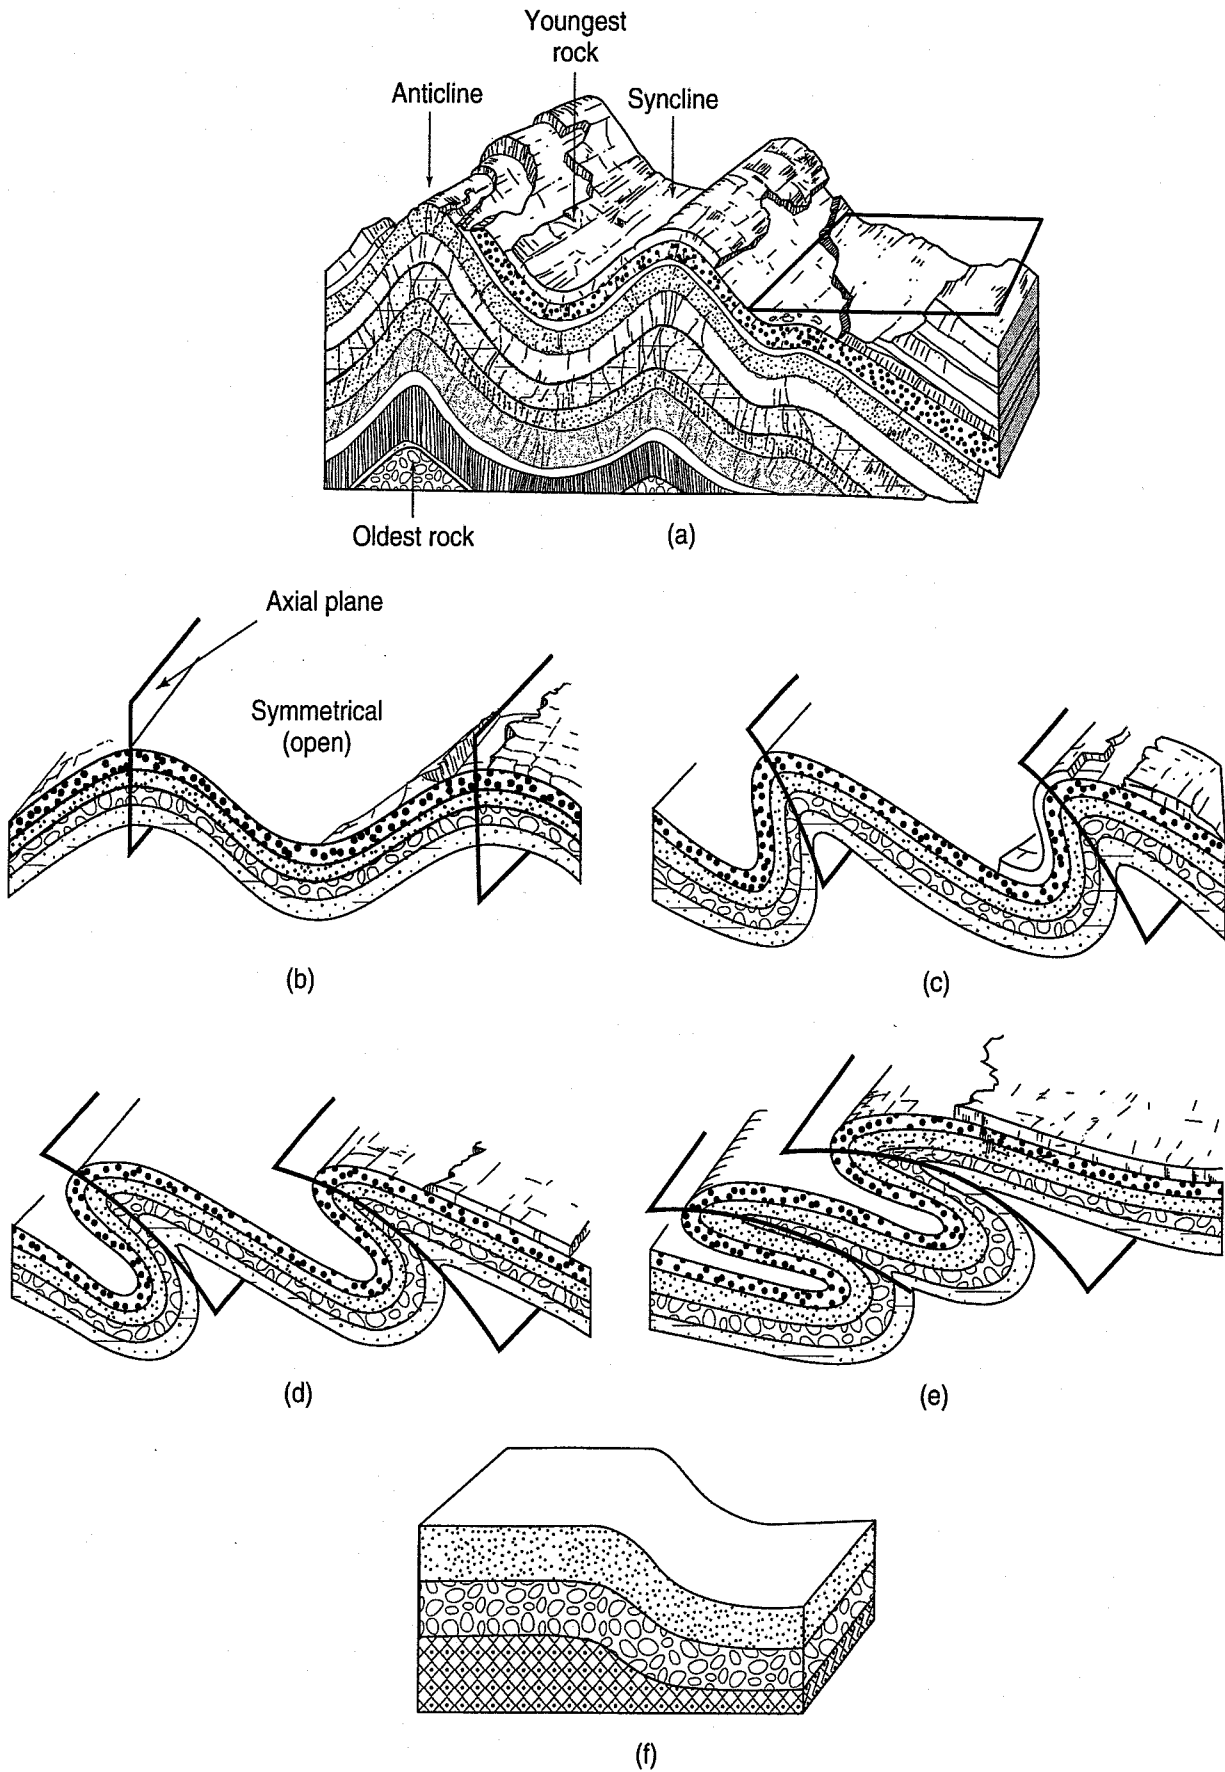 Youngest
rock
Anticline
Syncline
Oldest rock
(a)
Axial plane
Symmetrical
(open)
(b)
(c)
(d)
(e)
(f)